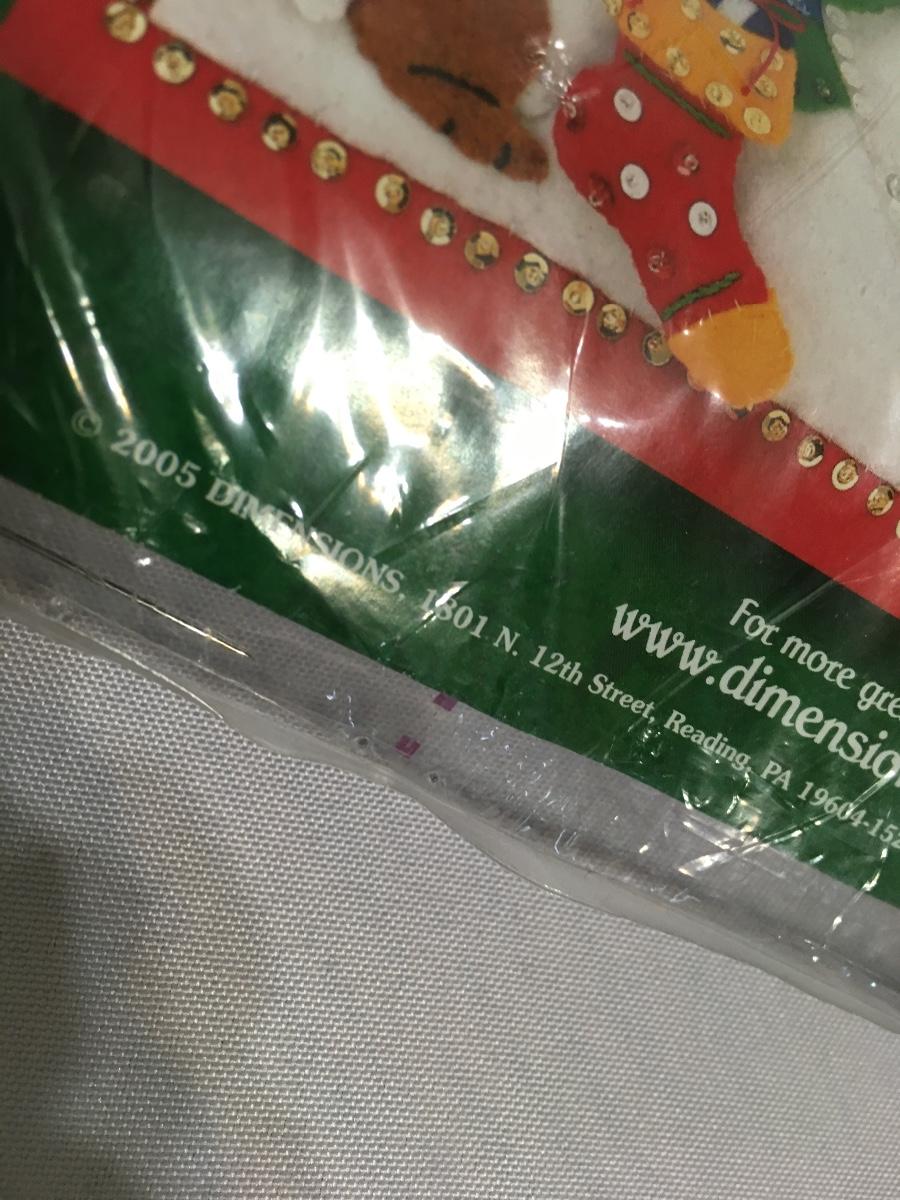 © 2005 DIMENSIONS, 1801 N. 12th Street, Reading, PA 19604-152
For more gre
www.dimensio